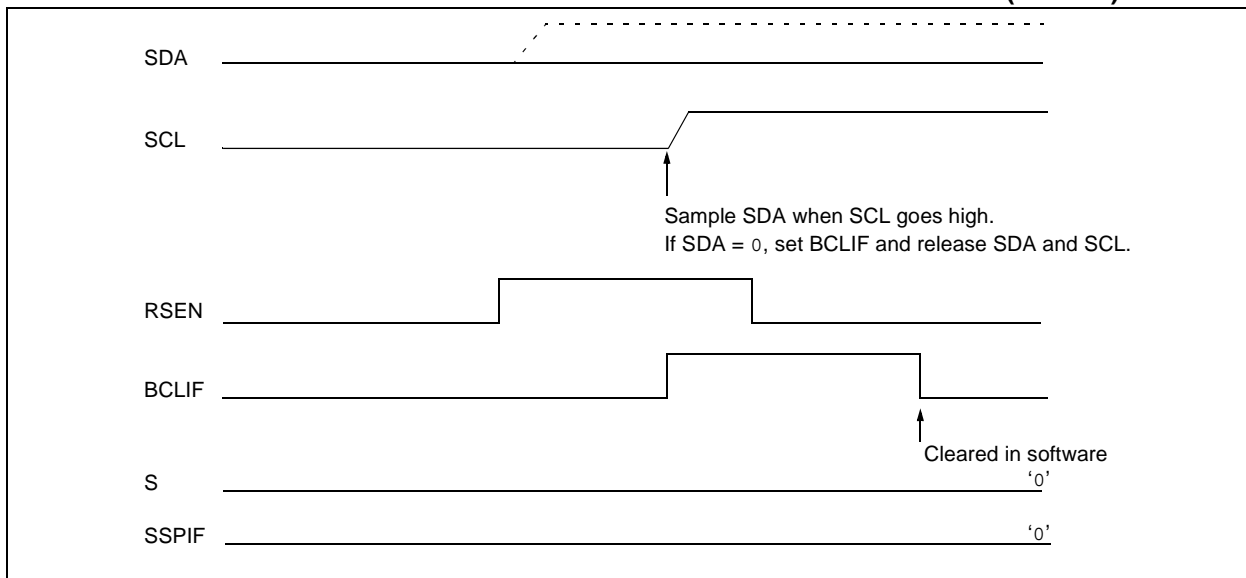 SDA
SCL
Sample SDA when SCL goes high.
If SDA = 0, set BCLIF and release SDA and SCL.
RSEN
BCLIF
Cleared in software
S
‘0’
SSPIF
‘0’